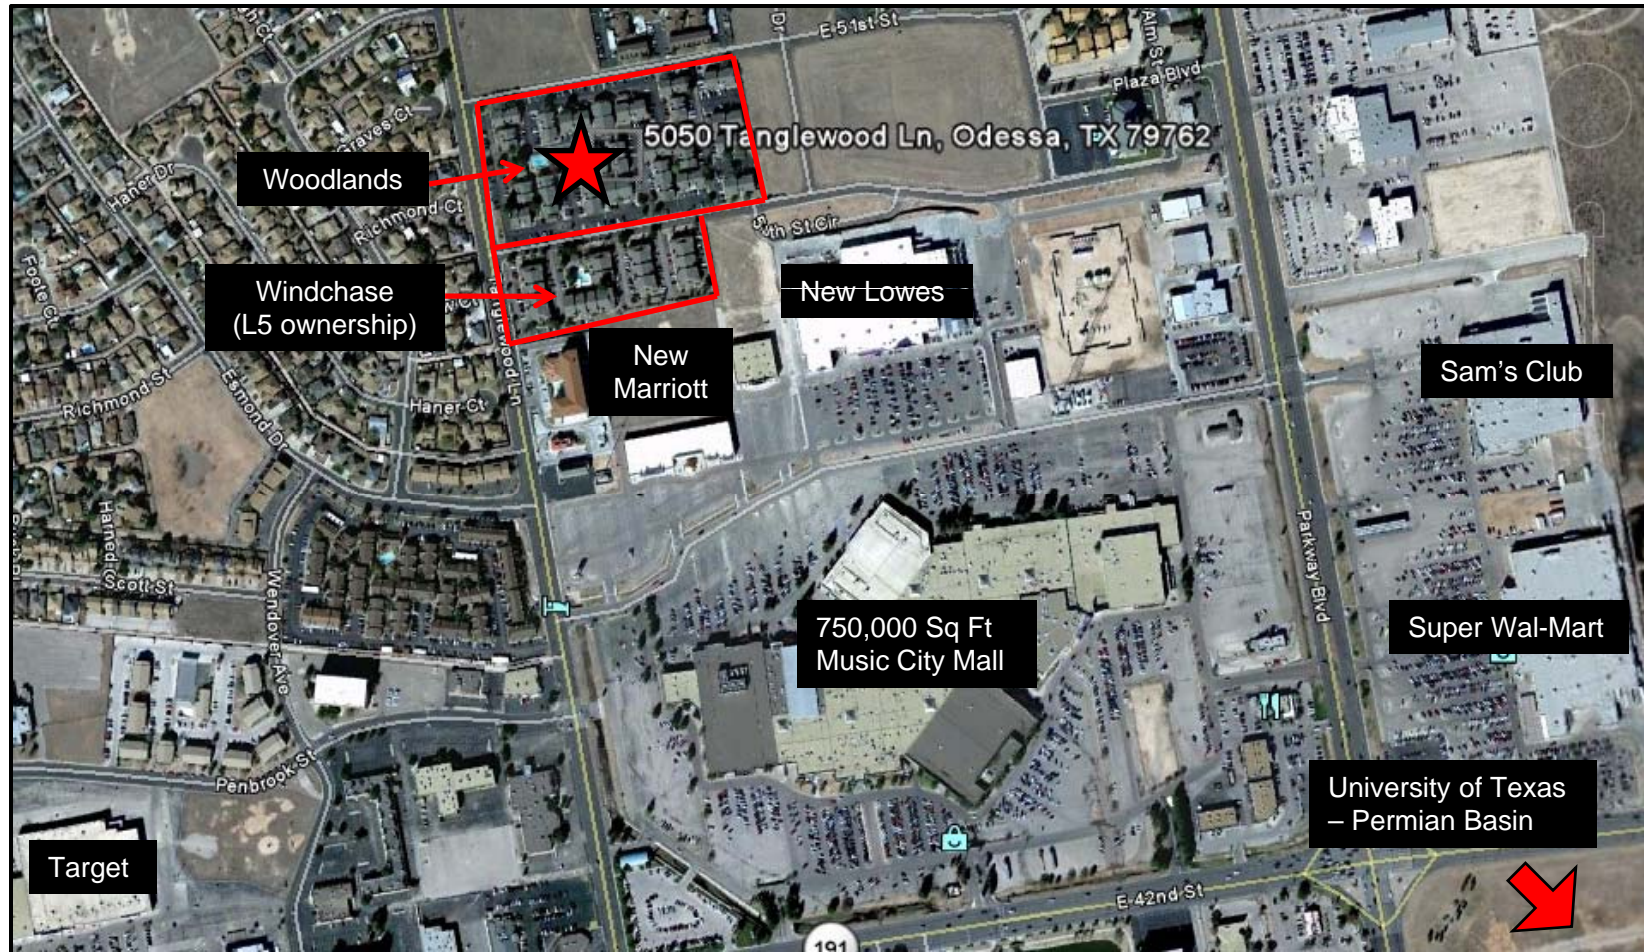 E 51st St
Plaza Blvd
5050 Tanglewood Ln, Odessa, TX 79762
Graves Ct
Haner Dr
Woodlands
Richmond Ct
Foote Ct
Windchase
(L5 ownership)
New Lowes
New
Marriott
Tanglewood Ln
Sam's Club
Richmond St
Esmond Dr
Haner Ct
Parkway Blvd
Scott St
Wendover Ave
750,000 Sq Ft
Music City Mall
Super Wal-Mart
Penbrook St
University of Texas
– Permian Basin
Target
E 42nd St
191